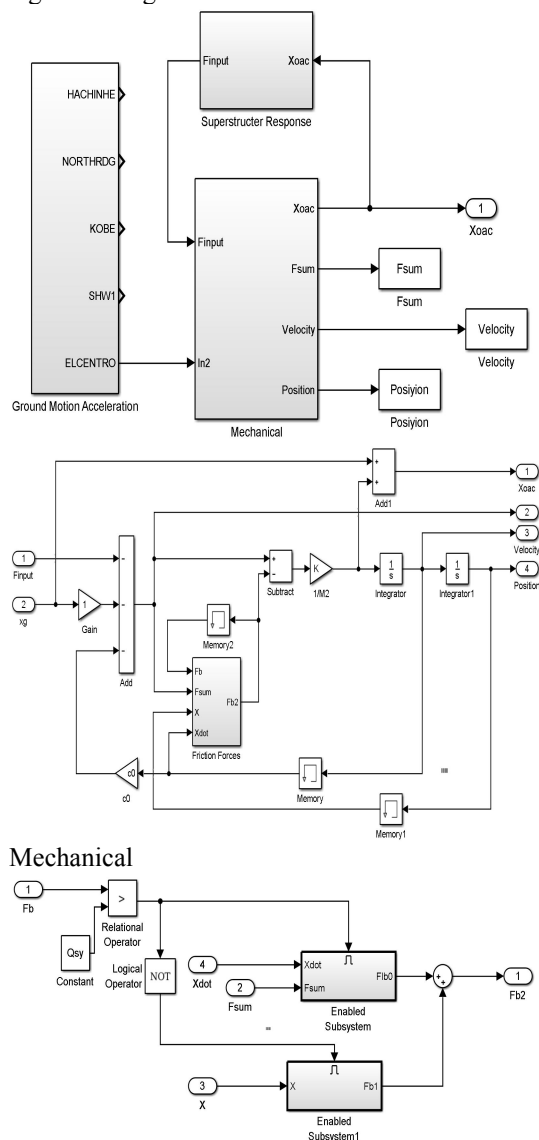 Finput
Xoac
Superstructer Response
HACHINHE
NORTHRDG
KOBE
SHW1
ELCENTRO
Ground Motion Acceleration
Finput
In2
Xoac
Fsum
Velocity
Position
Mechanical
1
Xoac
Fsum
Fsum
Velocity
Velocity
Posiyion
Posiyion
+
+
Add1
1
Xoac
2
3
Velocity
4
Position
1
Finput
2
xg
1
Gain
-
-
-
Add
+
-
Subtract
K
1/M2
1
s
Integrator
1
s
Integrator1
Memory2
Fb
Fsum
X
Xdot
Fb2
Friction Forces
c0
c0
Memory
Memory1
Mechanical
1
Fb
>
Relational
Operator
Qsy
Constant
Logical
Operator
NOT
4
Xdot
2
Fsum
Xdot
Fsum
FIb0
Enabled
Subsystem
+
+
1
Fb2
3
X
X
Fb1
Enabled
Subsystem1